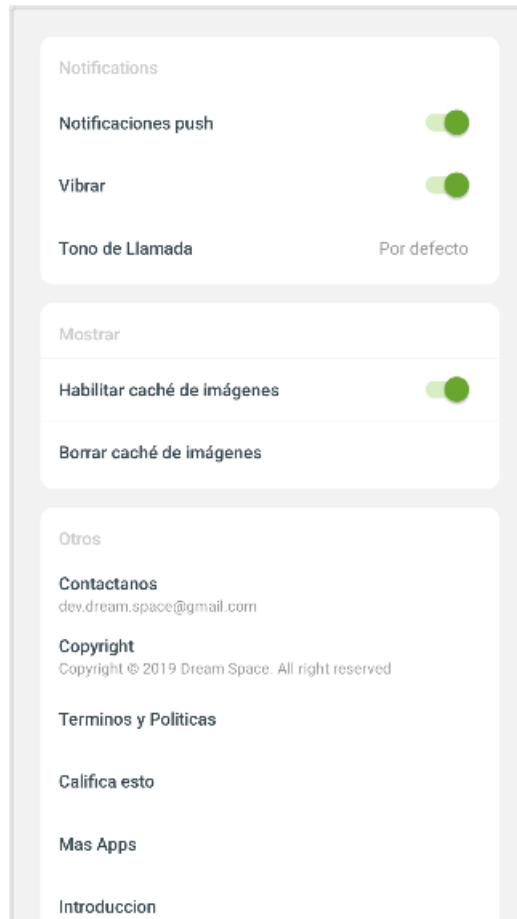 Notifications
Notificaciones push
Vibrar
Tono de Llamada Por defecto
Mostrar
Habilitar caché de imágenes
Borrar caché de imágenes
Otros
Contactanos
dev.dream.space@gmail.com
Copyright
Copyright © 2019 Dream Space. All right reserved
Terminos y Politicas
Califica esto
Mas Apps
Introduccion